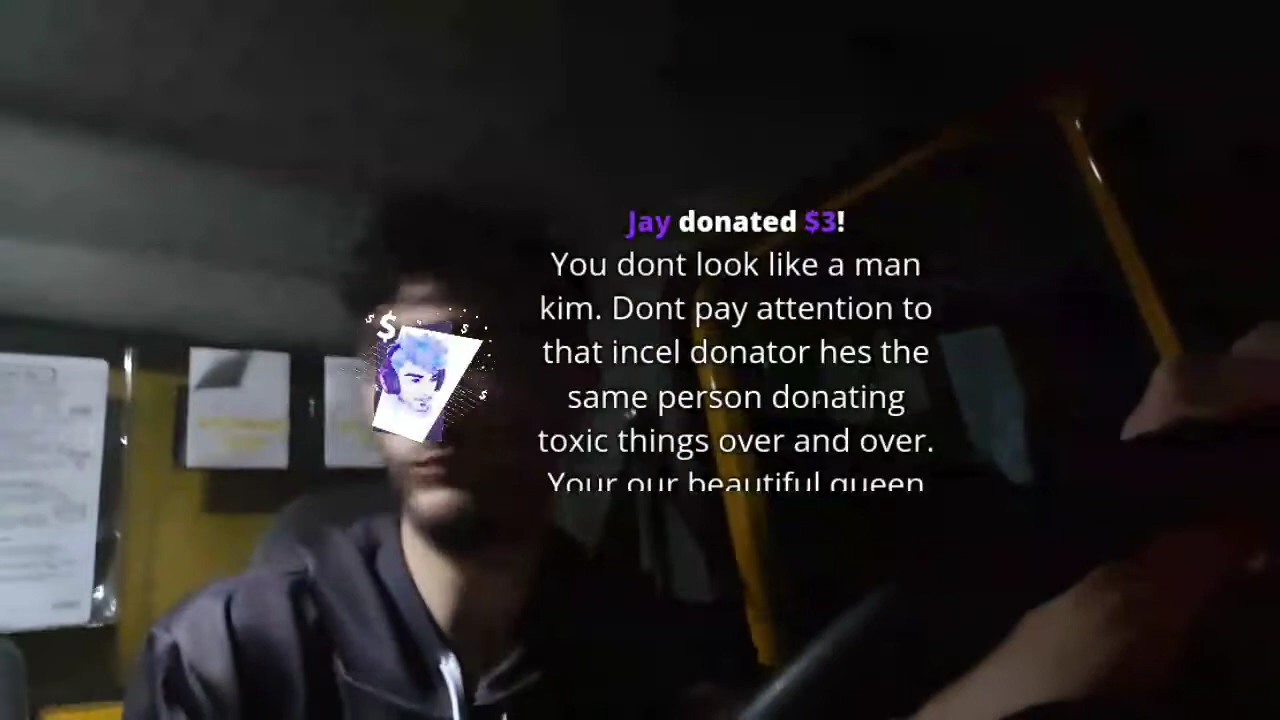 Jay donated $3!
You dont look like a man
kim. Dont pay attention to
that incel donator hes the
same person donating
toxic things over and over.
Your our beautiful queen